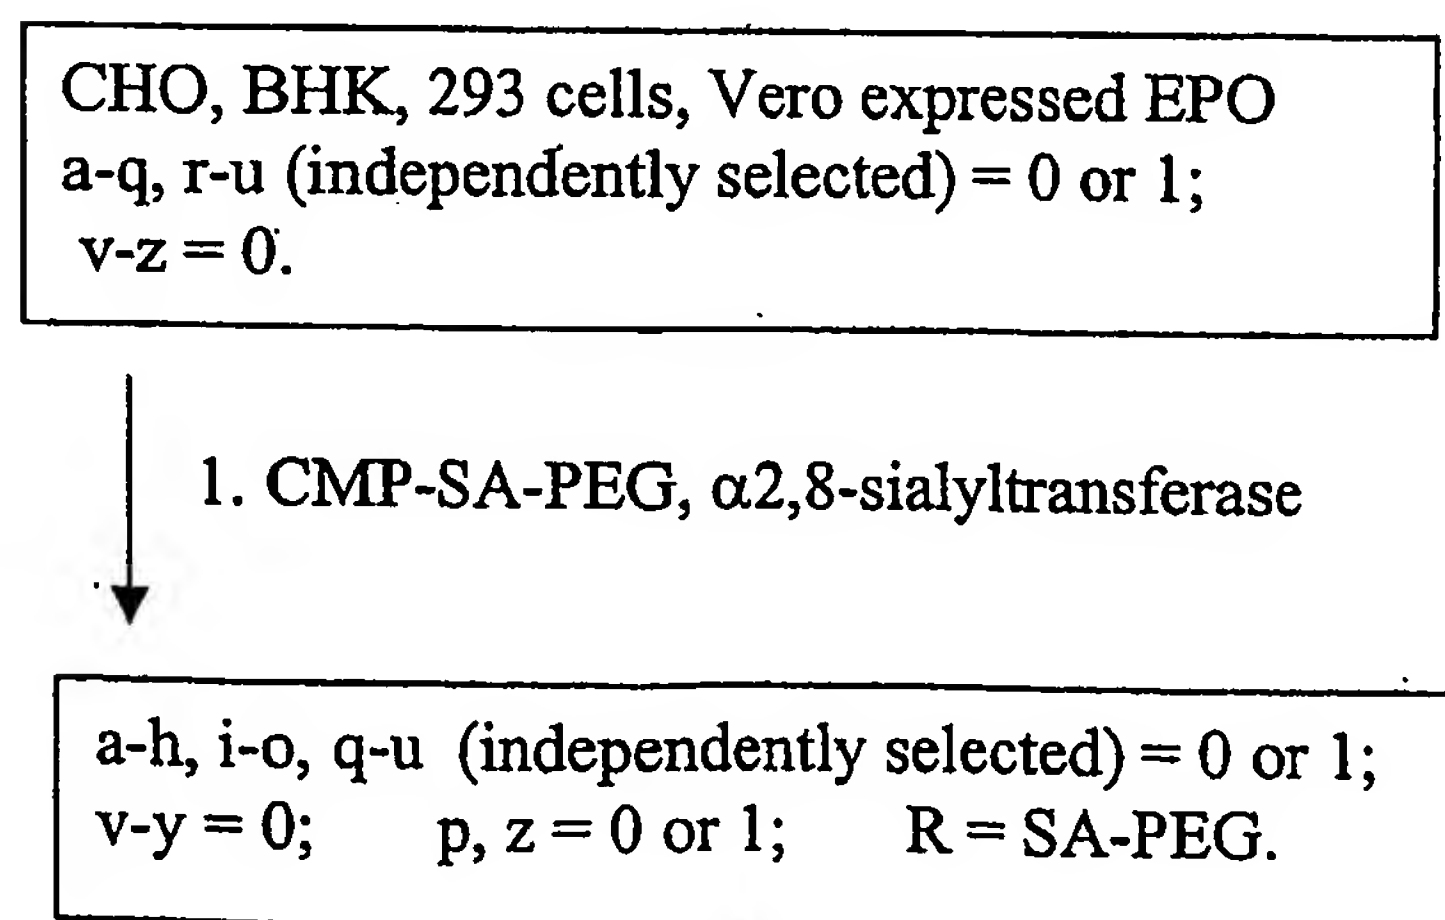 CHO, BHK, 293 cells, Vero expressed EPO
a-q, r-u (independently selected) = 0 or 1;
v-z = 0.
1. CMP-SA-PEG, α2,8-sialyltransferase
a-h, i-o, q-u (independently selected) = 0 or 1;
v-y = 0; p, z = 0 or 1; R = SA-PEG.